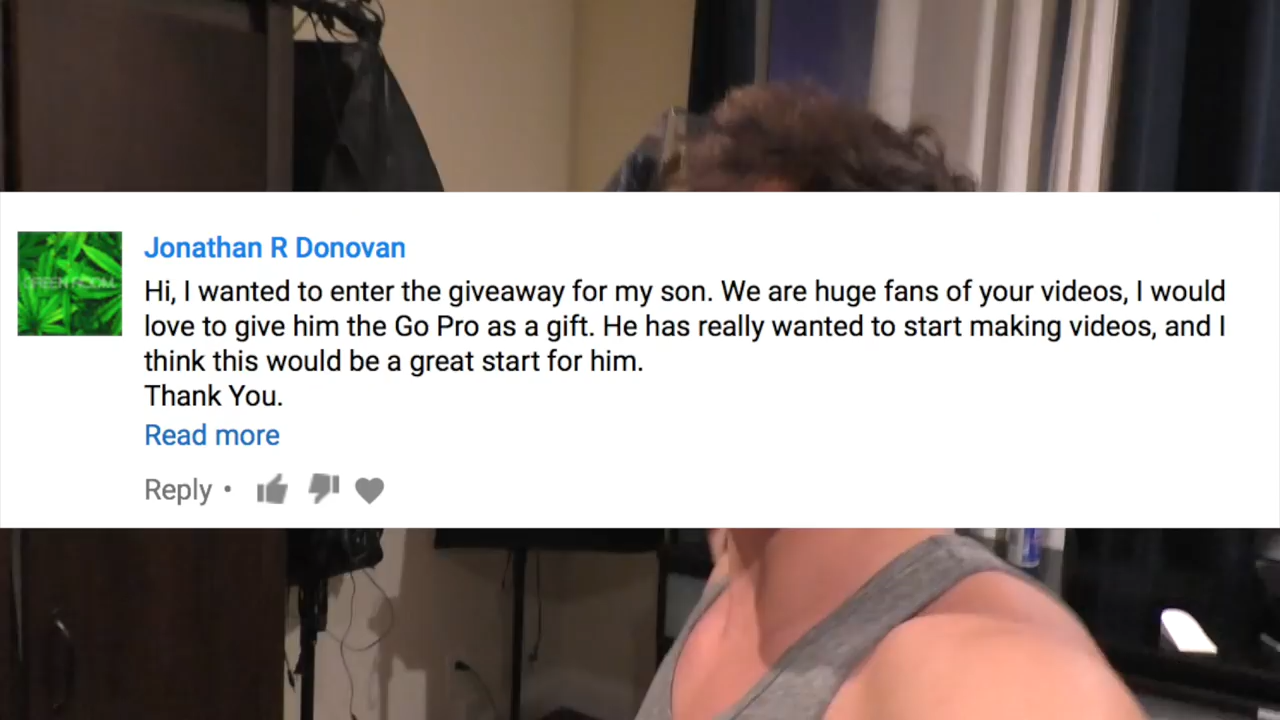 Jonathan R Donovan
Hi, I wanted to enter the giveaway for my son. We are huge fans of your videos, I would
love to give him the Go Pro as a gift. He has really wanted to start making videos, and I
think this would be a great start for him.
Thank You.
Read more
Reply •